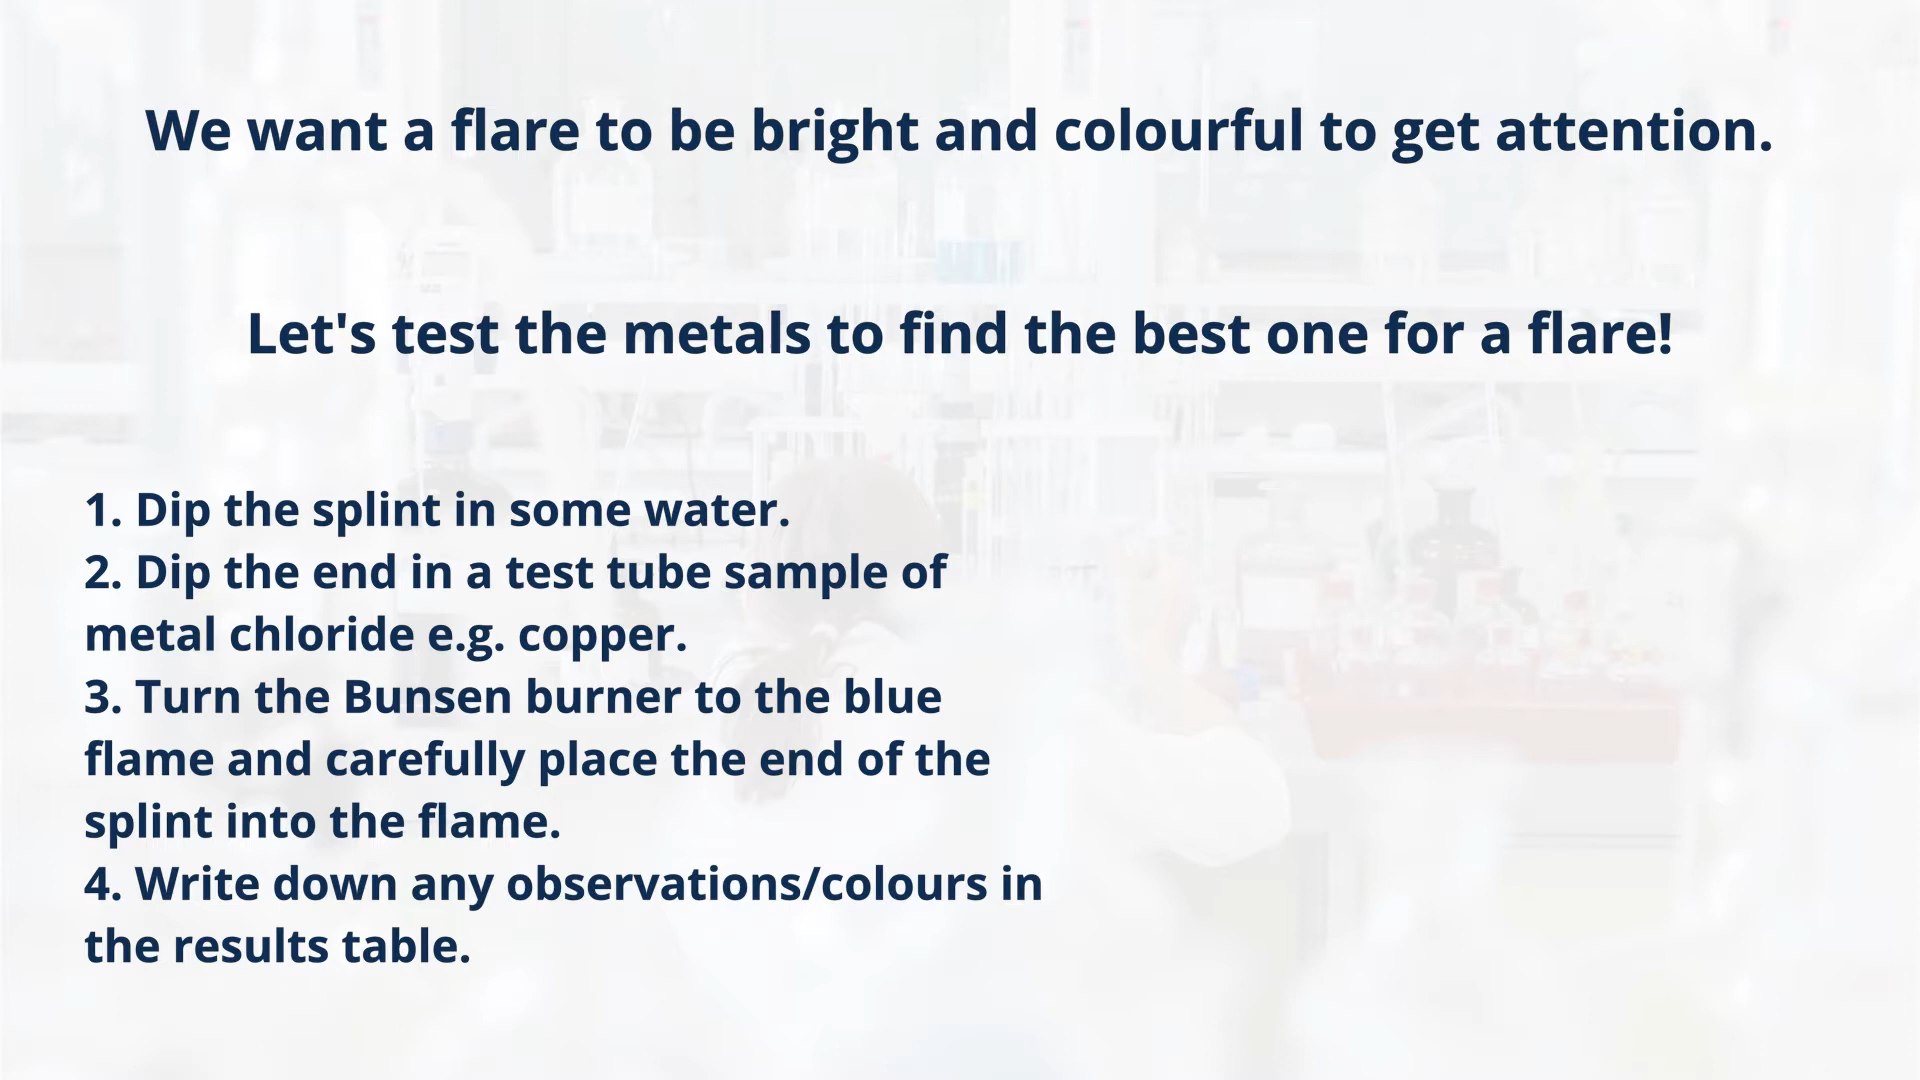 We want a flare to be bright and colourful to get attention.
Let's test the metals to find the best one for a flare!
1. Dip the splint in some water.
2. Dip the end in a test tube sample of
metal chloride e.g. copper.
3. Turn the Bunsen burner to the blue
flame and carefully place the end of the
splint into the flame.
4. Write down any observations/colours in
the results table.